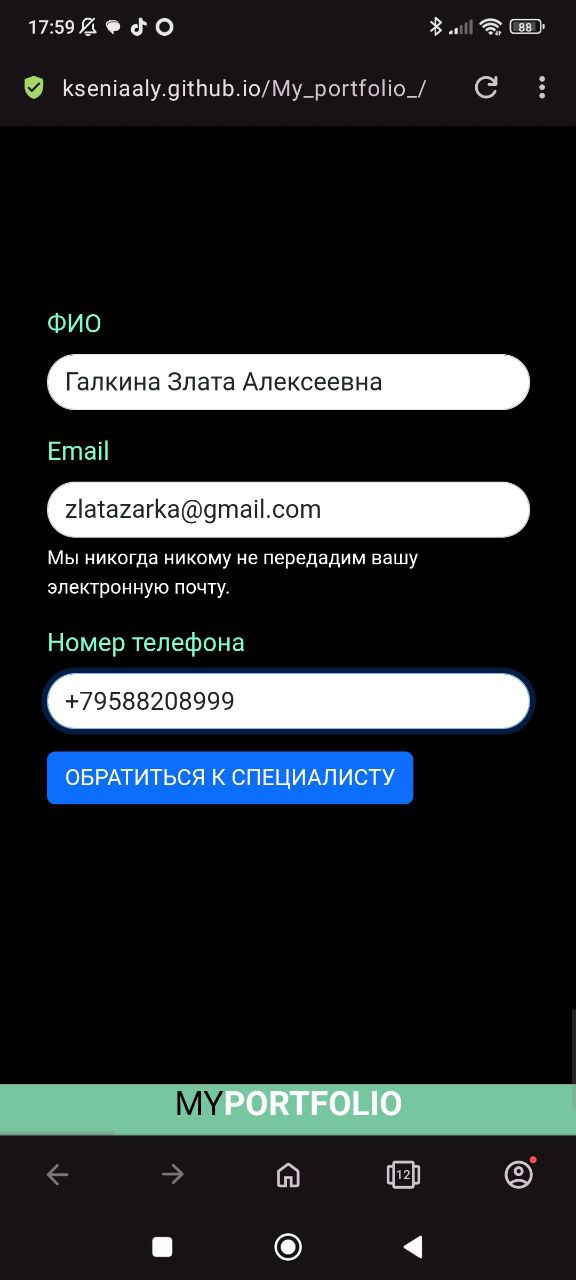 17:59
88
kseniaaly.github.io/My_portfolio_/
ФИО
Галкина Злата Алексеевна
Email
zlatazarka@gmail.com
Мы никогда никому не передадим вашу
электронную почту.
Номер телефона
+79588208999
ОБРАТИТЬСЯ К СПЕЦИАЛИСТУ
MYPORTFOLIO
12